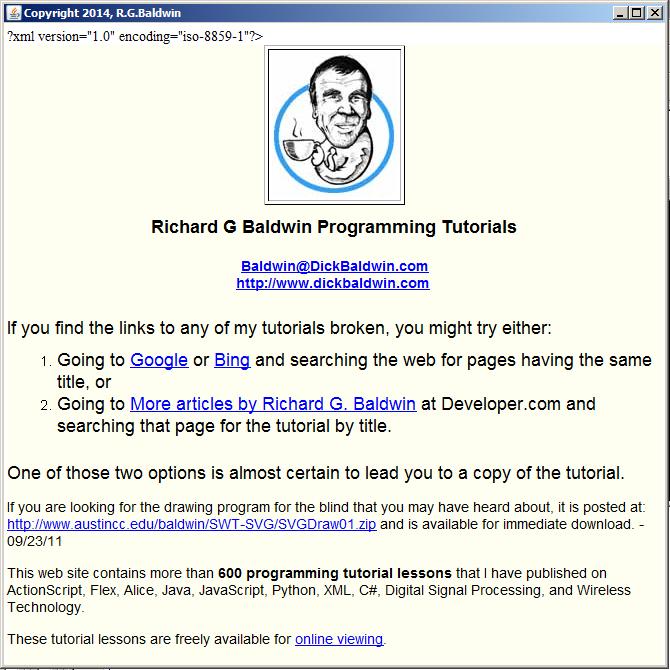 Copyright 2014, R.G.Baldwin
?xml version="1.0" encoding="iso-8859-1"?>
Richard G Baldwin Programming Tutorials
Baldwin@DickBaldwin.com
http://www.dickbaldwin.com
If you find the links to any of my tutorials broken, you might try either:
1. Going to Google or Bing and searching the web for pages having the same
title, or
2. Going to More articles by Richard G. Baldwin at Developer.com and
searching that page for the tutorial by title.
One of those two options is almost certain to lead you to a copy of the tutorial.
If you are looking for the drawing program for the blind that you may have heard about, it is posted at:
http://www.austincc.edu/baldwin/SWT-SVG/SVGDraw01.zip and is available for immediate download. -
09/23/11
This web site contains more than 600 programming tutorial lessons that I have published on
ActionScript, Flex, Alice, Java, JavaScript, Python, XML, C#, Digital Signal Processing, and Wireless
Technology.
These tutorial lessons are freely available for online viewing.